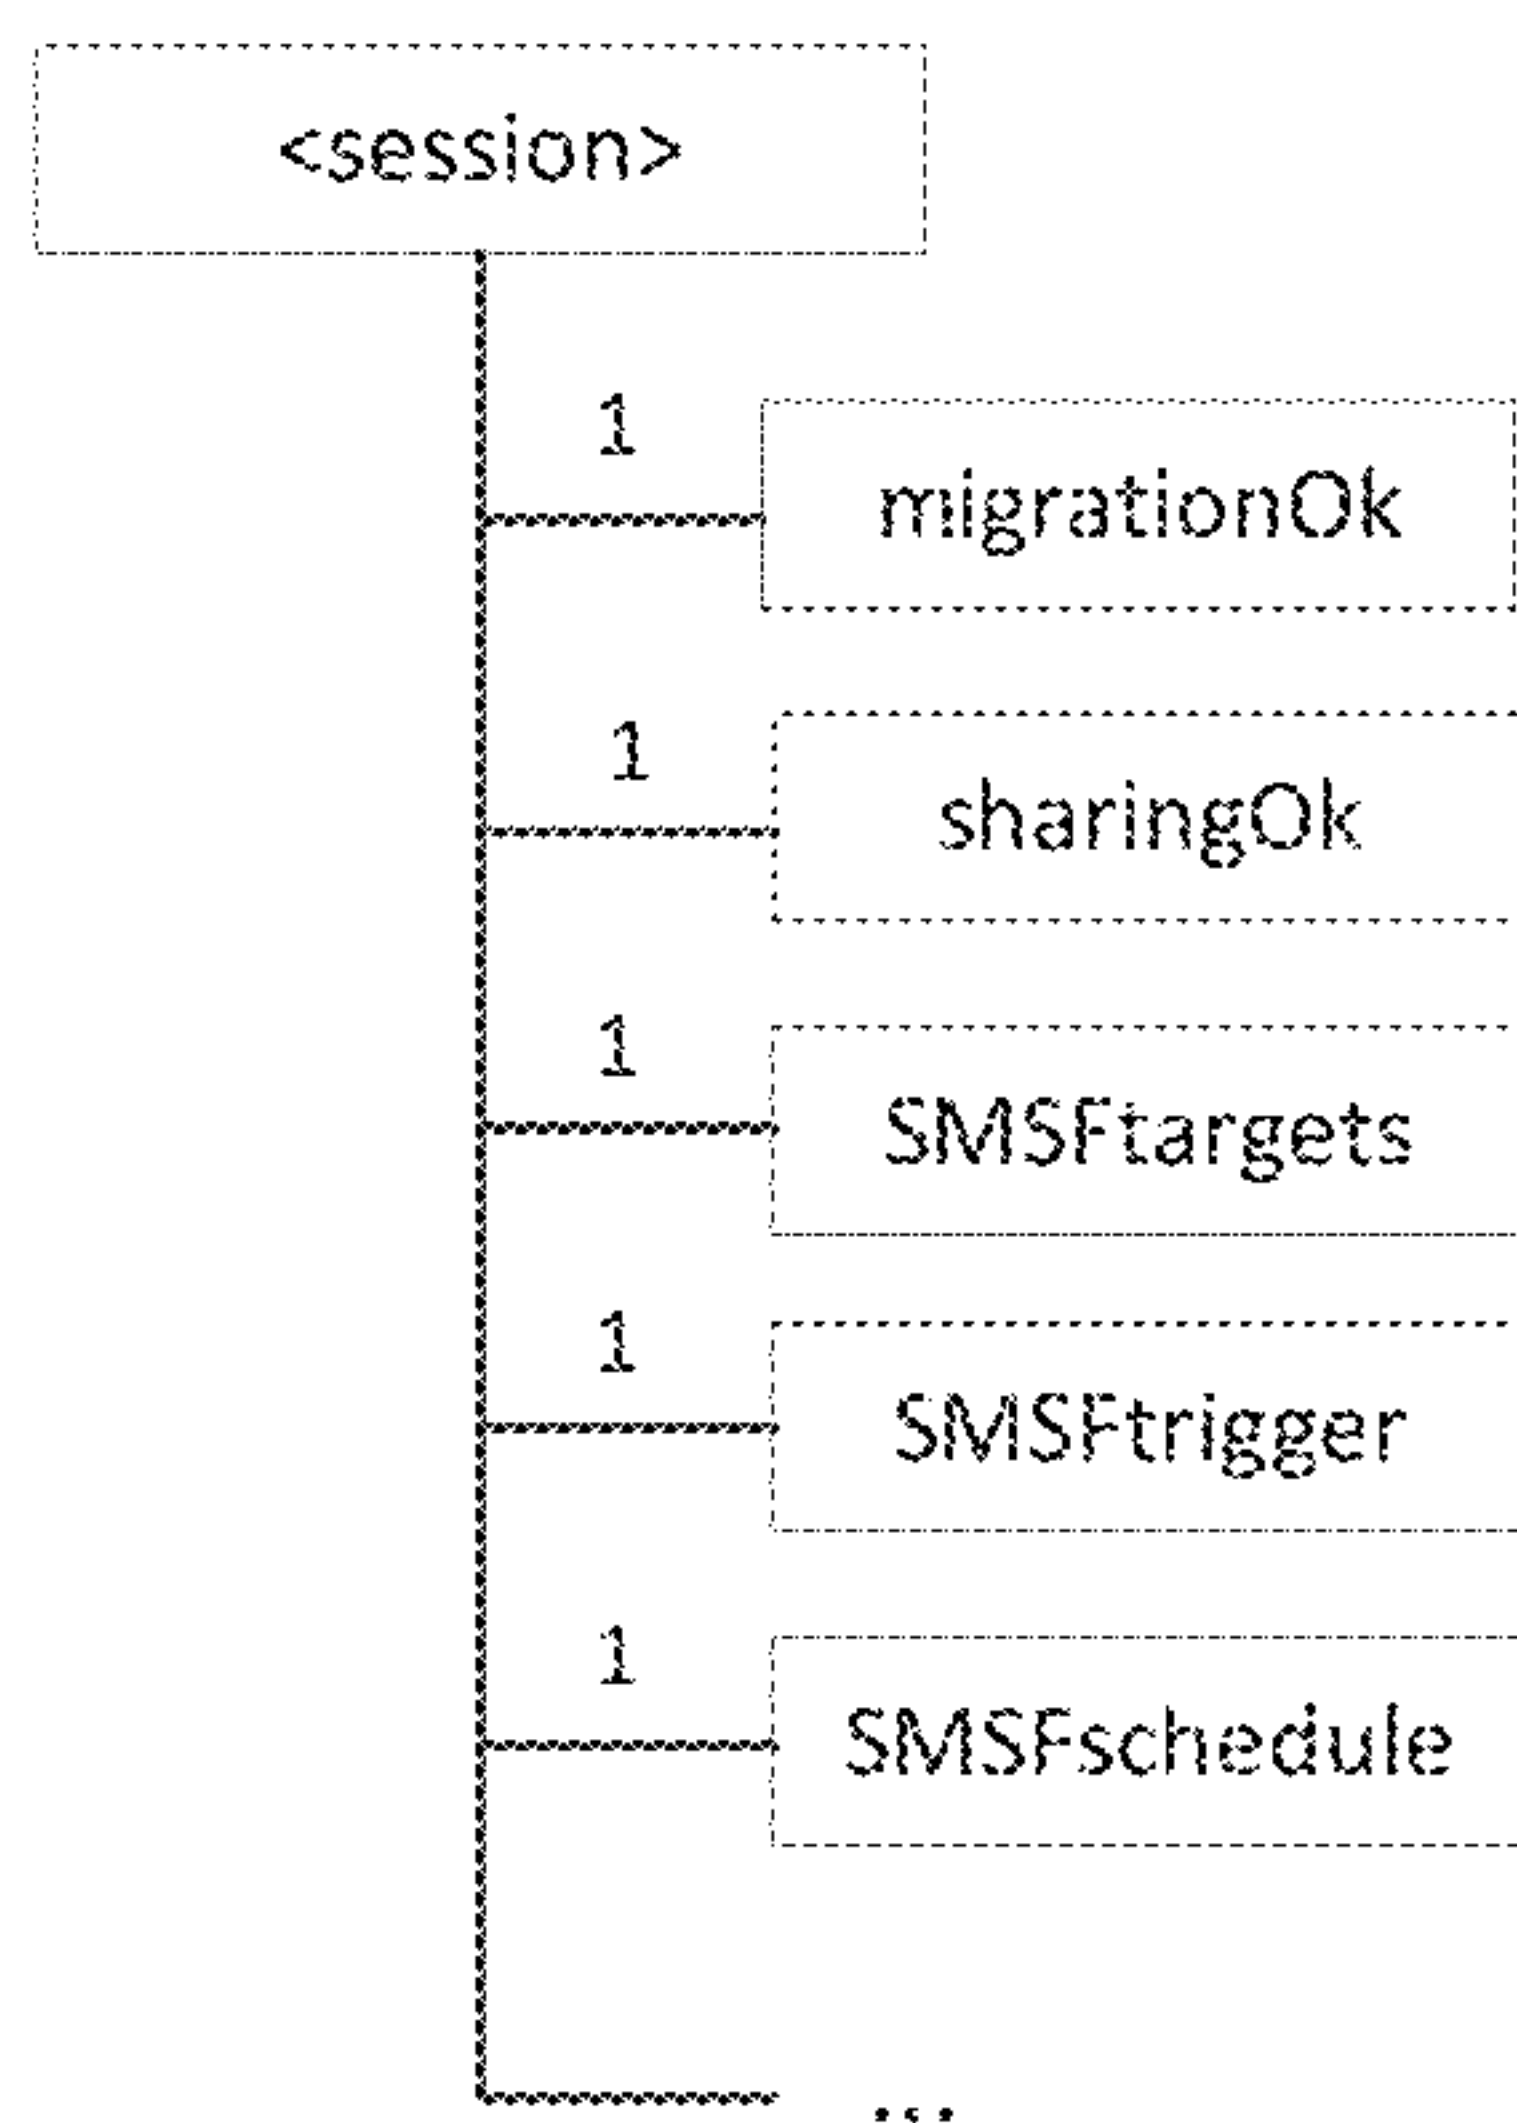 <session>
1
migrationOk
1
sharingOk
1
SMSFtargets
1
SMSFtrigger
1
SMSFschedule
...